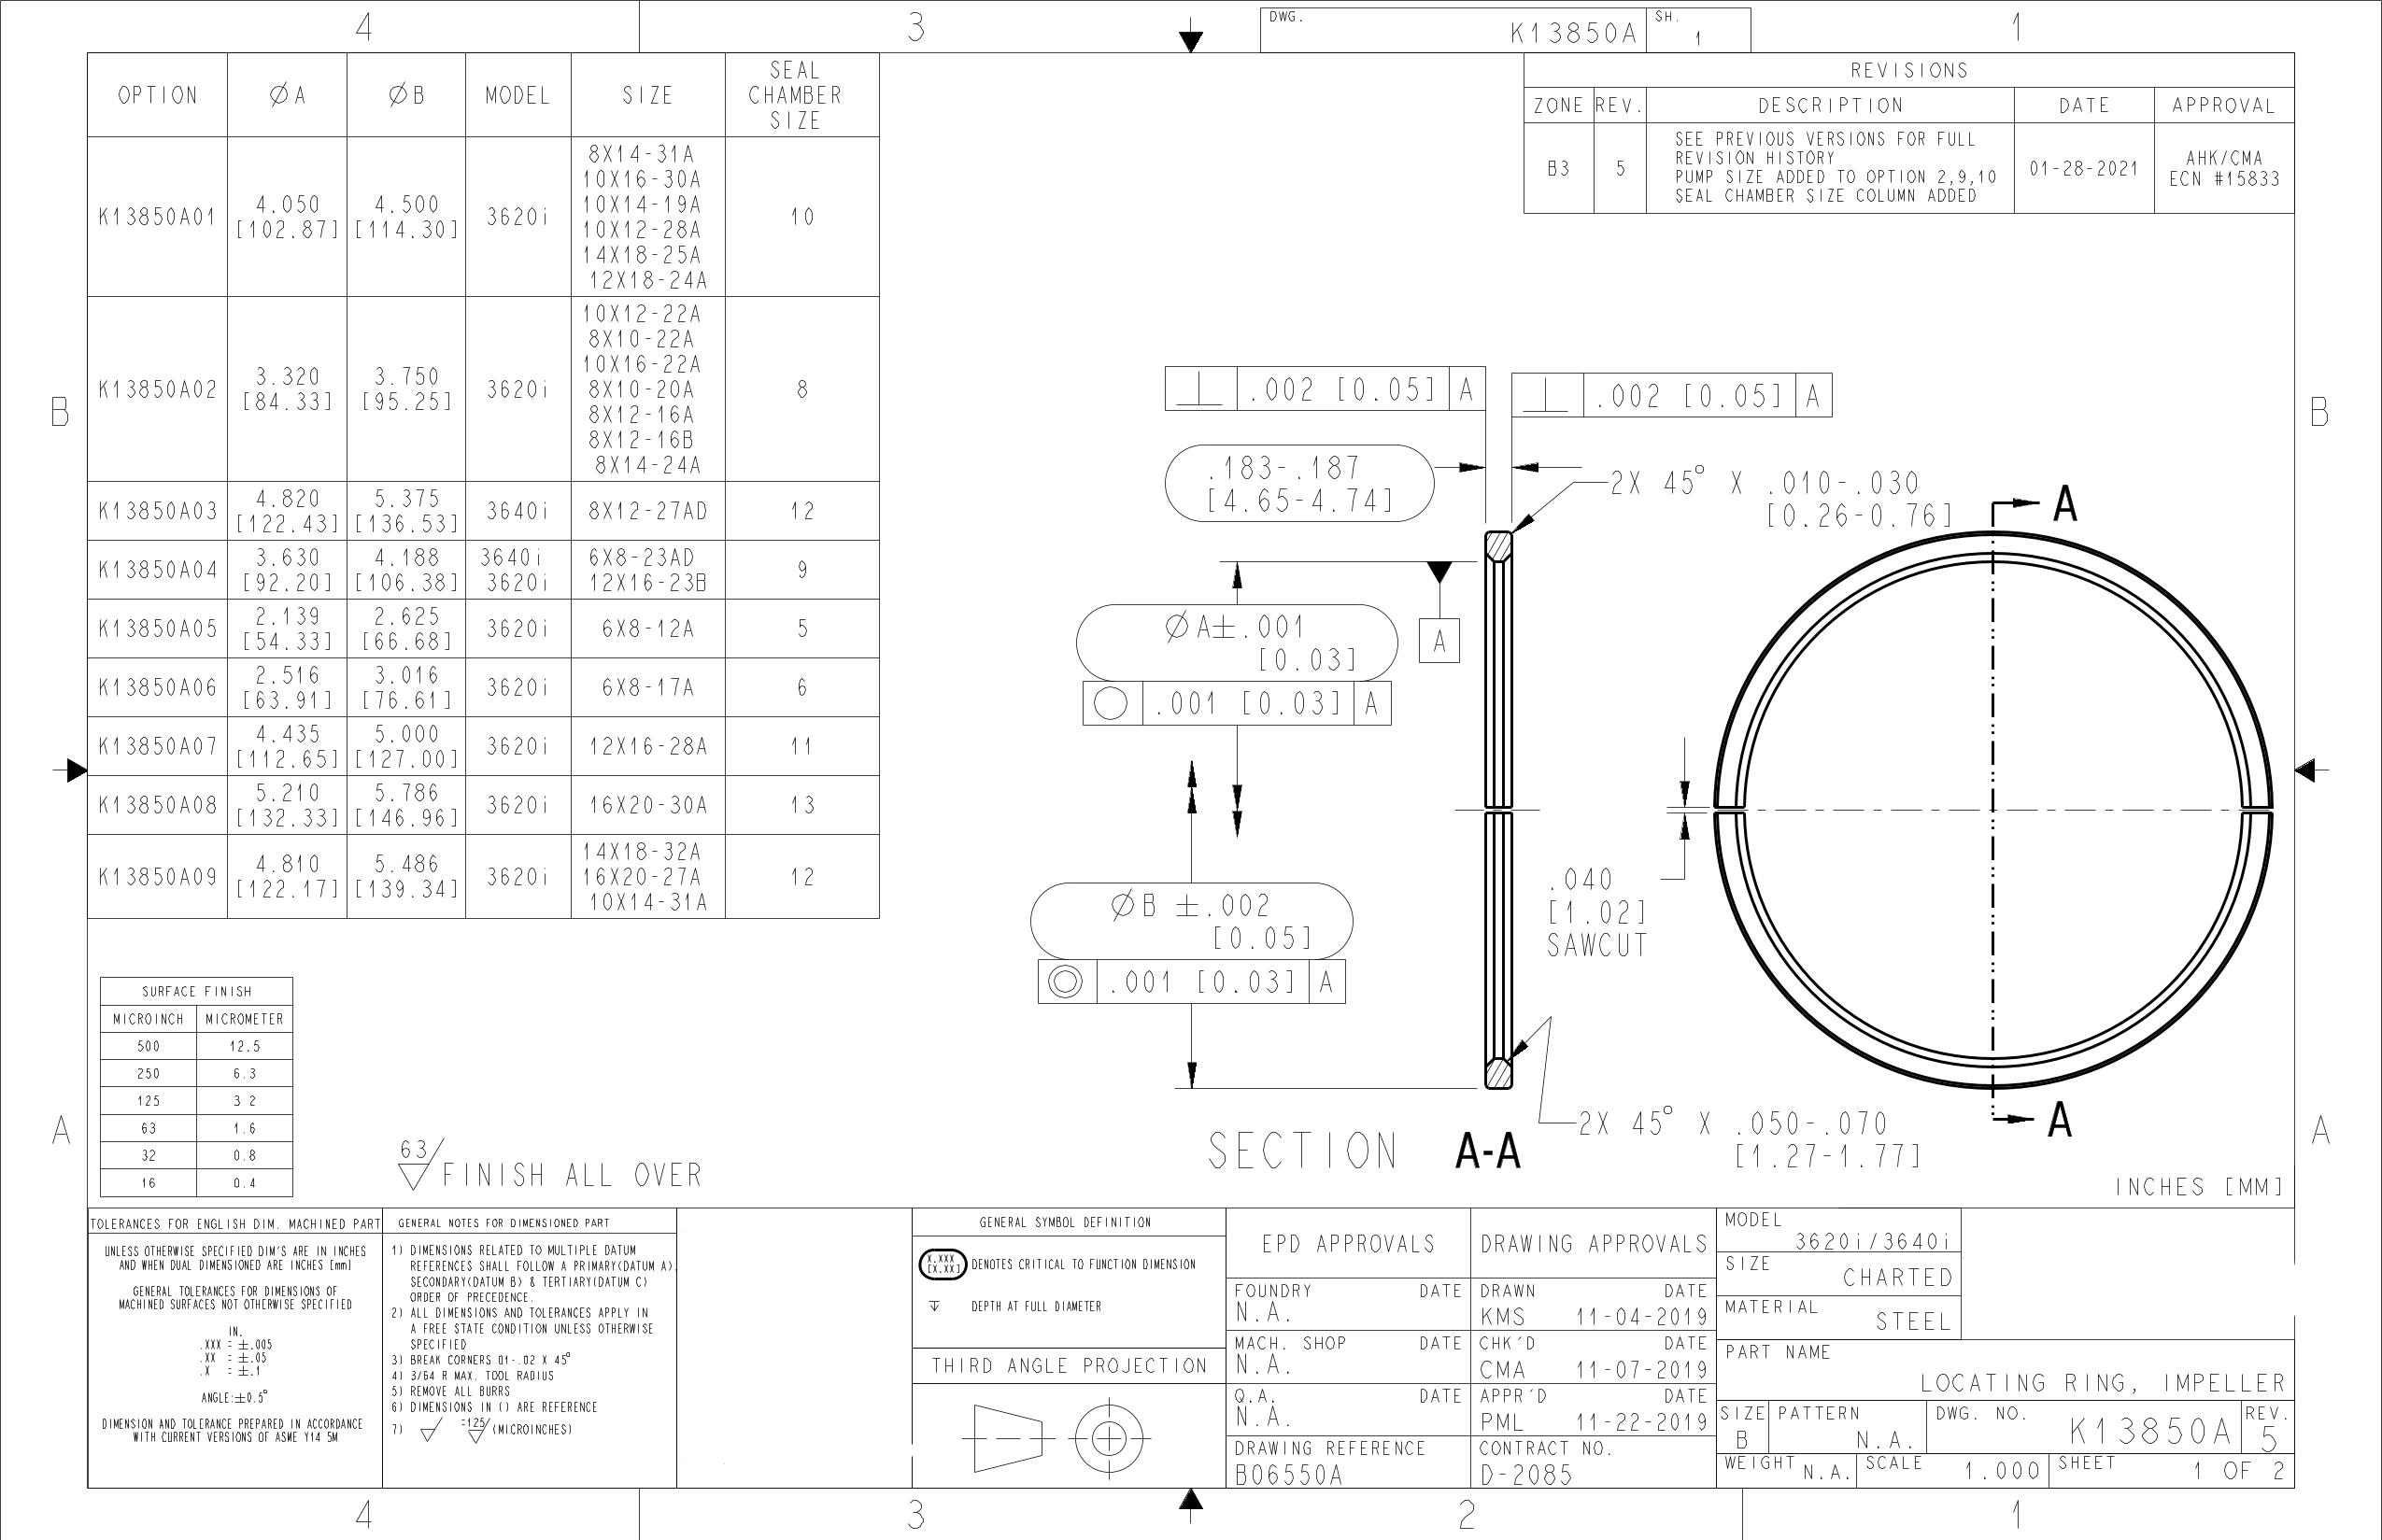 4
3
DWG.
K13850A
SH.
1
1
OPTION
ØA
ØB
MODEL
SIZE
SEAL
CHAMBER
SIZE
K13850A01
4.050
[102.87]
4.500
[114.30]
3620i
8X14-31A
10X16-30A
10X14-19A
10X12-28A
14X18-25A
12X18-24A
10
K13850A02
3.320
[84.33]
3.750
[95.25]
3620i
10X12-22A
8X10-22A
10X16-22A
8X10-20A
8X12-16A
8X12-16B
8X14-24A
8
K13850A03
4.820
[122.43]
5.375
[136.53]
3640i
8X12-27AD
12
K13850A04
3.630
[92.20]
4.188
[106.38]
3640i
3620i
6X8-23AD
12X16-23B
9
K13850A05
2.139
[54.33]
2.625
[66.68]
3620i
6X8-12A
5
K13850A06
2.516
[63.91]
3.016
[76.61]
3620i
6X8-17A
6
K13850A07
4.435
[112.65]
5.000
[127.00]
3620i
12X16-28A
11
K13850A08
5.210
[132.33]
5.786
[146.96]
3620i
16X20-30A
13
K13850A09
4.810
[122.17]
5.486
[139.34]
3620i
14X18-32A
16X20-27A
10X14-31A
12
REVISIONS
ZONE
REV.
DESCRIPTION
DATE
APPROVAL
B3
5
SEE PREVIOUS VERSIONS FOR FULL
REVISION HISTORY
PUMP SIZE ADDED TO OPTION 2,9,10
SEAL CHAMBER SIZE COLUMN ADDED
01-28-2021
AHK/CMA
ECN #15833
B
B
⊥ .002 [0.05] A
⊥ .002 [0.05] A
.183-.187
[4.65-4.74]
2X 45° X .010-.030
[0.26-0.76]
A
ØA±.001
[0.03]
○ .001 [0.03] A
A
ØB ±.002
[0.05]
◎ .001 [0.03] A
.040
[1.02]
SAWCUT
2X 45° X .050-.070
[1.27-1.77]
A
SECTION A-A
INCHES [MM]
SURFACE FINISH
MICROINCH
MICROMETER
500
12.5
250
6.3
125
3 2
63
1.6
32
0.8
16
0.4
A
A
63
FINISH ALL OVER
TOLERANCES FOR ENGLISH DIM. MACHINED PART
UNLESS OTHERWISE SPECIFIED DIM'S ARE IN INCHES
AND WHEN DUAL DIMENSIONED ARE INCHES [mm]
GENERAL TOLERANCES FOR DIMENSIONS OF
MACHINED SURFACES NOT OTHERWISE SPECIFIED
IN.
.XXX = ±.005
.XX = ±.05
.X = ±.1
ANGLE:±0.5°
DIMENSION AND TOLERANCE PREPARED IN ACCORDANCE
WITH CURRENT VERSIONS OF ASME Y14 5M
GENERAL NOTES FOR DIMENSIONED PART
1) DIMENSIONS RELATED TO MULTIPLE DATUM
REFERENCES SHALL FOLLOW A PRIMARY(DATUM A),
SECONDARY(DATUM B) & TERTIARY(DATUM C)
ORDER OF PRECEDENCE.
2) ALL DIMENSIONS AND TOLERANCES APPLY IN
A FREE STATE CONDITION UNLESS OTHERWISE
SPECIFIED
3) BREAK CORNERS 01-.02 X 45°
4) 3/64 R MAX. TOOL RADIUS
5) REMOVE ALL BURRS
6) DIMENSIONS IN () ARE REFERENCE
7) =125 (MICROINCHES)
GENERAL SYMBOL DEFINITION
X.XXX
[X.XX]
DENOTES CRITICAL TO FUNCTION DIMENSION
DEPTH AT FULL DIAMETER
THIRD ANGLE PROJECTION
EPD APPROVALS
FOUNDRY DATE
N.A.
MACH. SHOP DATE
N.A.
Q.A. DATE
N.A.
DRAWING REFERENCE
B06550A
DRAWING APPROVALS
DRAWN DATE
KMS 11-04-2019
CHK'D DATE
CMA 11-07-2019
APPR'D DATE
PML 11-22-2019
CONTRACT NO.
D-2085
MODEL
3620i/3640i
SIZE
CHARTED
MATERIAL
STEEL
PART NAME
LOCATING RING, IMPELLER
SIZE
B
PATTERN
N.A.
DWG. NO.
K13850A
REV.
5
WEIGHT N.A.
SCALE 1.000
SHEET 1 OF 2
4
3
2
1